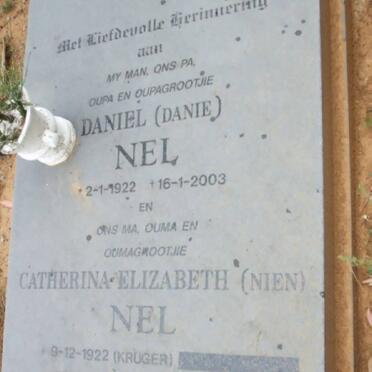 Met Liefdevolle Herinnering
aan
MY MAN, ONS PA,
OUPA EN OUPAGROOTJIE
DANIEL (DANIE)
NEL
2-1-1922 +16-1-2003
EN
ONS MA, OUMA EN
OUMAGROOTJIE
CATHERINA ELIZABETH (NIEN)
NEL
9-12-1922 (KRUGER)